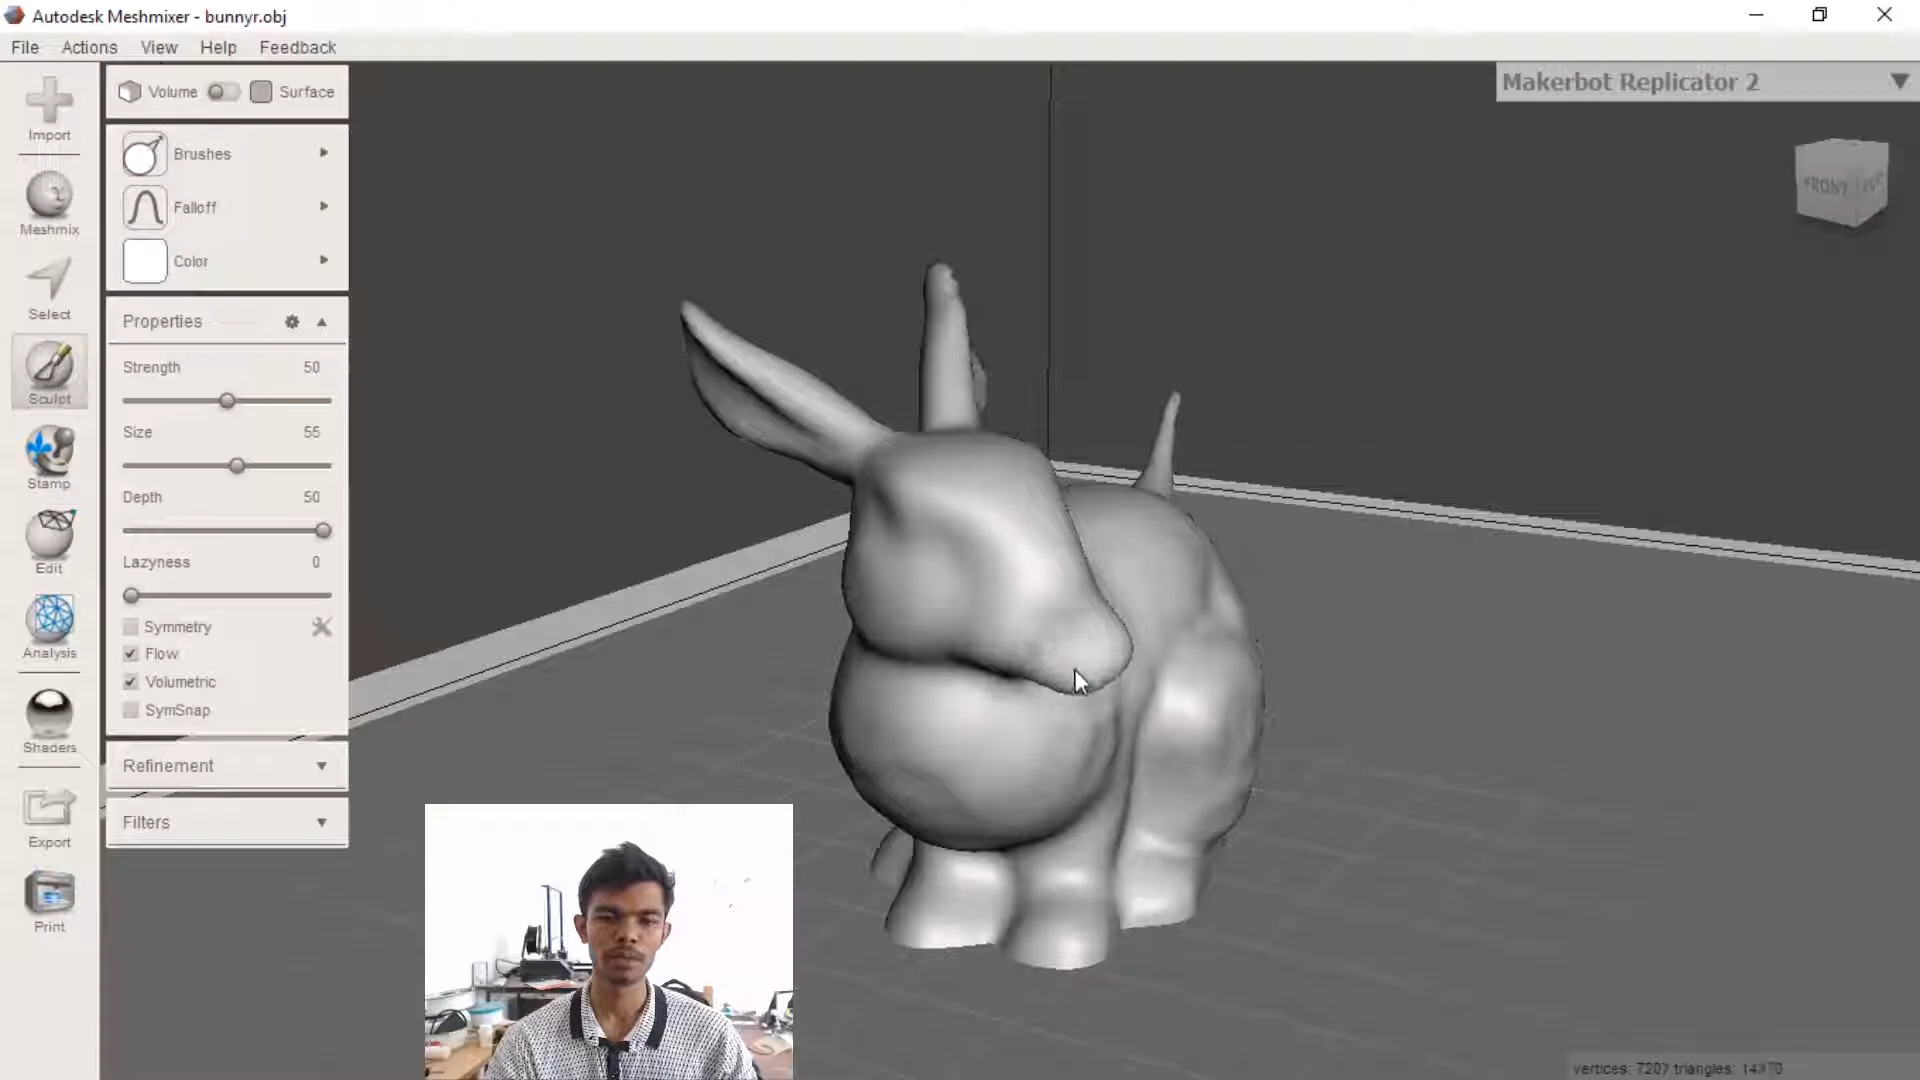 Autodesk Meshmixer - bunnyr.obj
File Actions View Help Feedback
Makerbot Replicator 2
Import
Meshmix
Select
Sculpt
Stamp
Edit
Analysis
Shaders
Export
Print
Volume Surface
Brushes
Falloff
Color
Properties
Strength 50
Size 55
Depth 50
Lazyness 0
Symmetry
Flow
Volumetric
SymSnap
Refinement
Filters
FRONT
vertices: 7207 triangles: